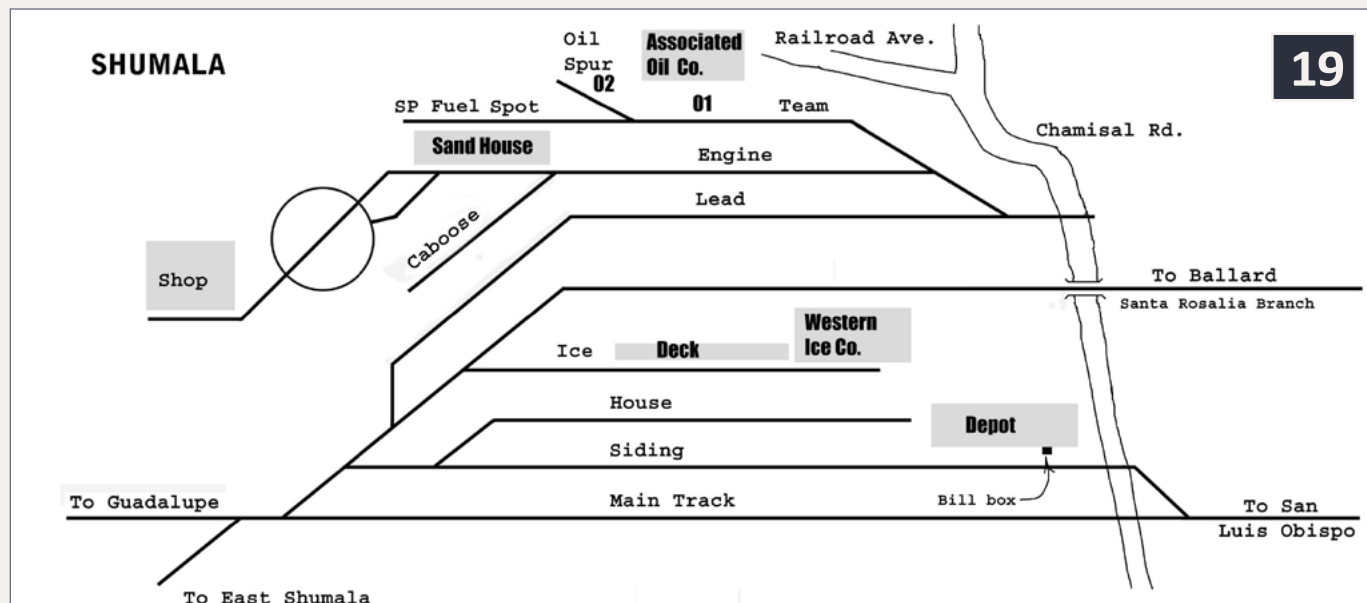 SHUMALA
19
Oil
Spur
02
Associated
Oil Co.
Railroad Ave.
SP Fuel Spot
01
Team
Chamisal Rd.
Sand House
Engine
Lead
Caboose
Shop
To Ballard
Santa Rosalia Branch
Western
Ice Co.
Ice
Deck
House
Depot
Siding
To Guadalupe
Main Track
Bill box
To San
Luis Obispo
To East Shumala